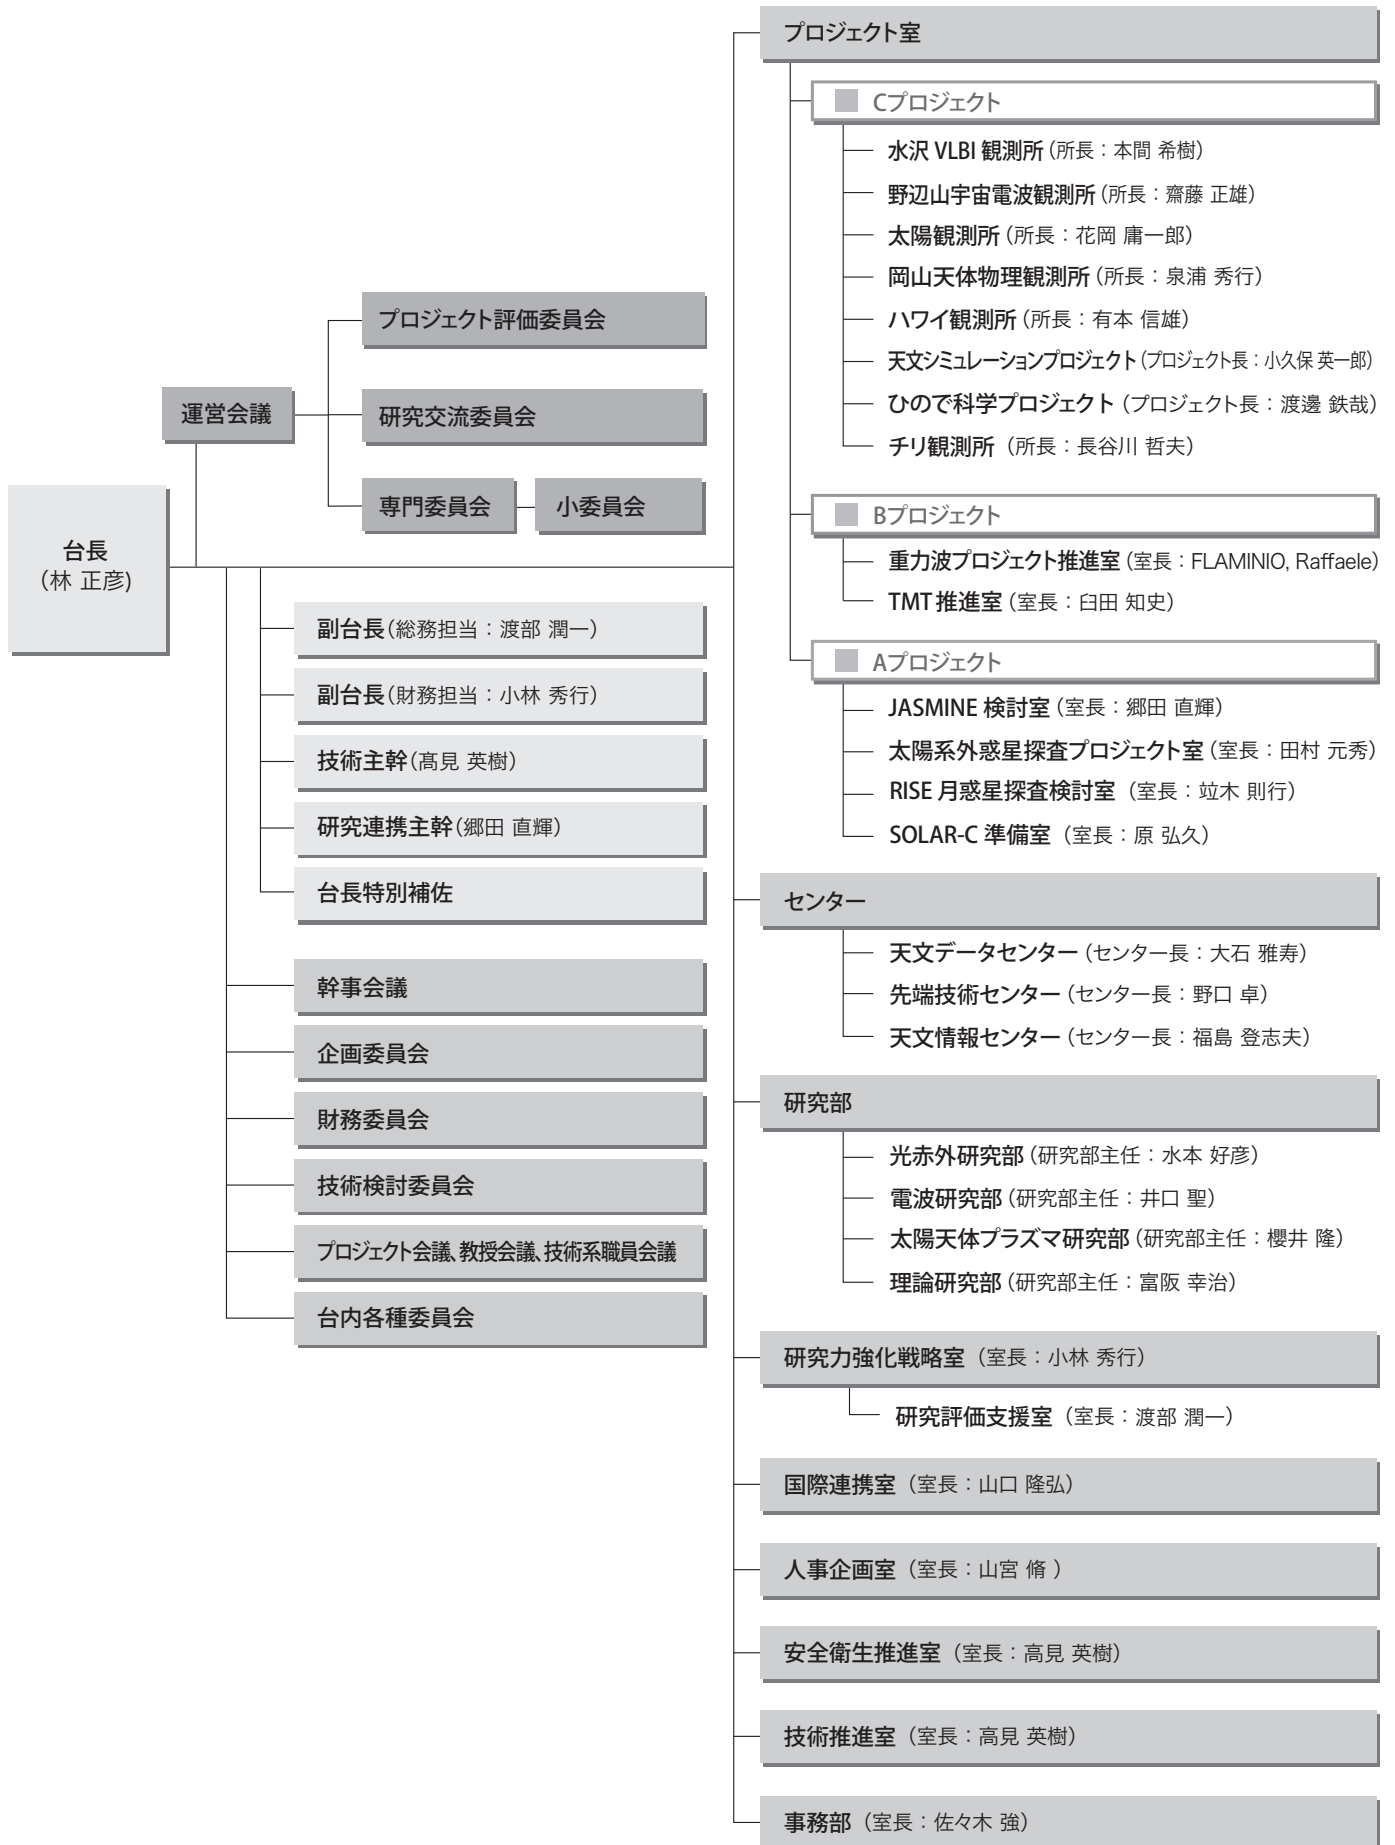 台長
(林 正彦)
運営会議
プロジェクト評価委員会
研究交流委員会
専門委員会
小委員会
副台長(総務担当：渡部 潤一)
副台長(財務担当：小林 秀行)
技術主幹(髙見 英樹)
研究連携主幹(郷田 直輝)
台長特別補佐
幹事会議
企画委員会
財務委員会
技術検討委員会
プロジェクト会議、教授会議、技術系職員会議
台内各種委員会
プロジェクト室
Cプロジェクト
水沢 VLBI 観測所 (所長：本間 希樹)
野辺山宇宙電波観測所 (所長：齋藤 正雄)
太陽観測所 (所長：花岡 庸一郎)
岡山天体物理観測所 (所長：泉浦 秀行)
ハワイ観測所 (所長：有本 信雄)
天文シミュレーションプロジェクト (プロジェクト長：小久保 英一郎)
ひので科学プロジェクト (プロジェクト長：渡邊 鉄哉)
チリ観測所 (所長：長谷川 哲夫)
Bプロジェクト
重力波プロジェクト推進室 (室長：FLAMINIO, Raffaele)
TMT 推進室 (室長：臼田 知史)
Aプロジェクト
JASMINE 検討室 (室長：郷田 直輝)
太陽系外惑星探査プロジェクト室 (室長：田村 元秀)
RISE 月惑星探査検討室 (室長：竝木 則行)
SOLAR-C 準備室 (室長：原 弘久)
センター
天文データセンター (センター長：大石 雅寿)
先端技術センター (センター長：野口 卓)
天文情報センター (センター長：福島 登志夫)
研究部
光赤外研究部 (研究部主任：水本 好彦)
電波研究部 (研究部主任：井口 聖)
太陽天体プラズマ研究部 (研究部主任：櫻井 隆)
理論研究部 (研究部主任：富阪 幸治)
研究力強化戦略室 (室長：小林 秀行)
研究評価支援室 (室長：渡部 潤一)
国際連携室 (室長：山口 隆弘)
人事企画室 (室長：山宮 脩 )
安全衛生推進室 (室長：高見 英樹)
技術推進室 (室長：高見 英樹)
事務部 (室長：佐々木 強)